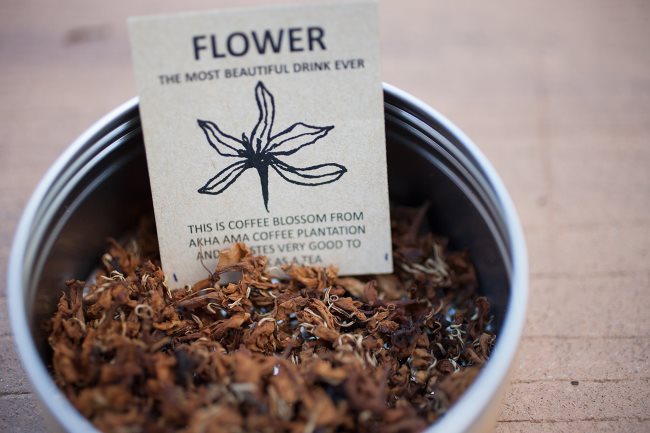 FLOWER
THE MOST BEAUTIFUL DRINK EVER
THIS IS COFFEE BLOSSOM FROM
AKHA AMA COFFEE PLANTATION
AND TASTES VERY GOOD TO
AS A TEA